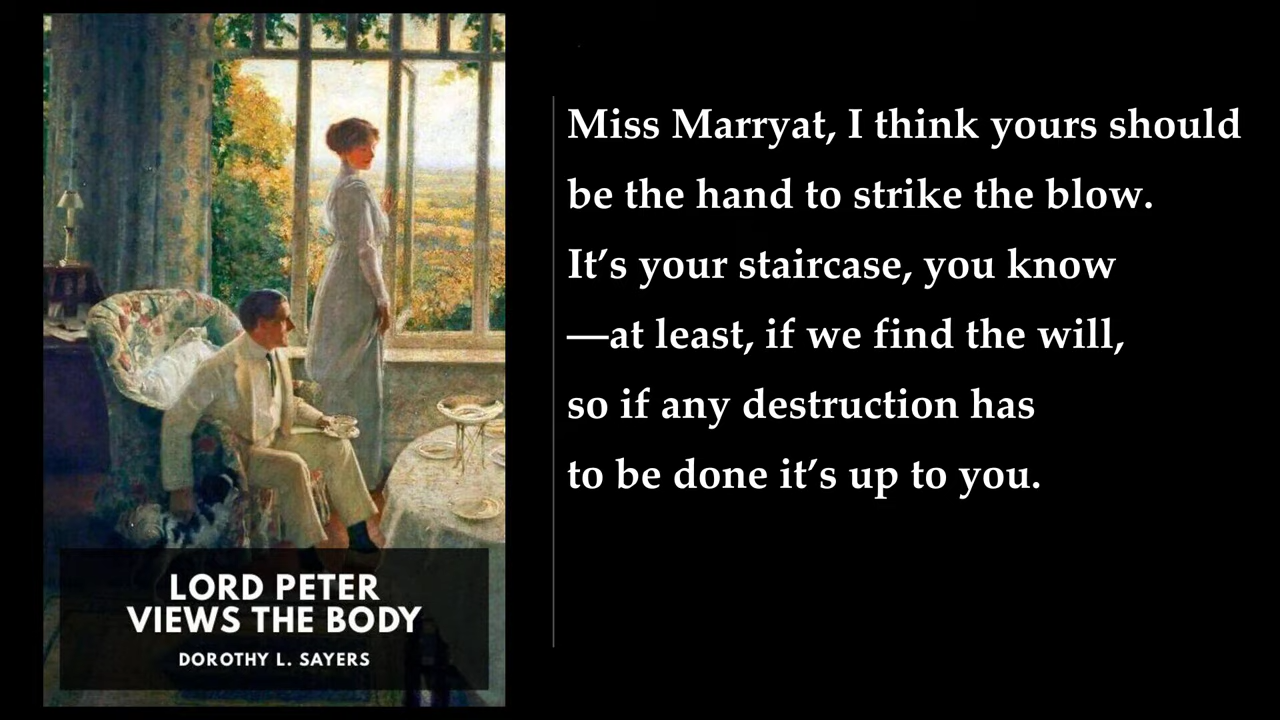 Miss Marryat, I think yours should
be the hand to strike the blow.
It’s your staircase, you know
—at least, if we find the will,
so if any destruction has
to be done it’s up to you.
LORD PETER
VIEWS THE BODY
DOROTHY L. SAYERS